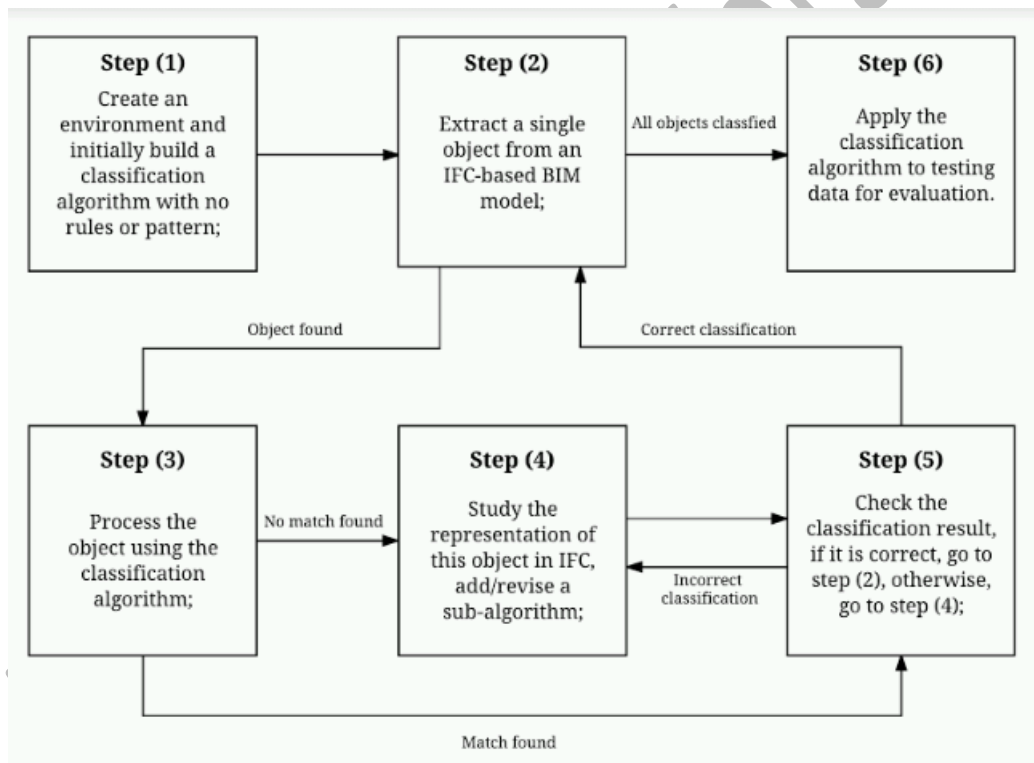 Step (1)
Create an
environment and
initially build a
classification
algorithm with no
rules or pattern;
Step (2)
Extract a single
object from an
IFC-based BIM
model;
All objects classfied
Step (6)
Apply the
classification
algorithm to testing
data for evaluation.
Object found
Correct classification
Step (3)
Process the
object using the
classification
algorithm;
No match found
Step (4)
Study the
representation of
this object in IFC,
add/revise a
sub-algorithm;
Incorrect
classification
Step (5)
Check the
classification result,
if it is correct, go to
step (2), otherwise,
go to step (4);
Match found